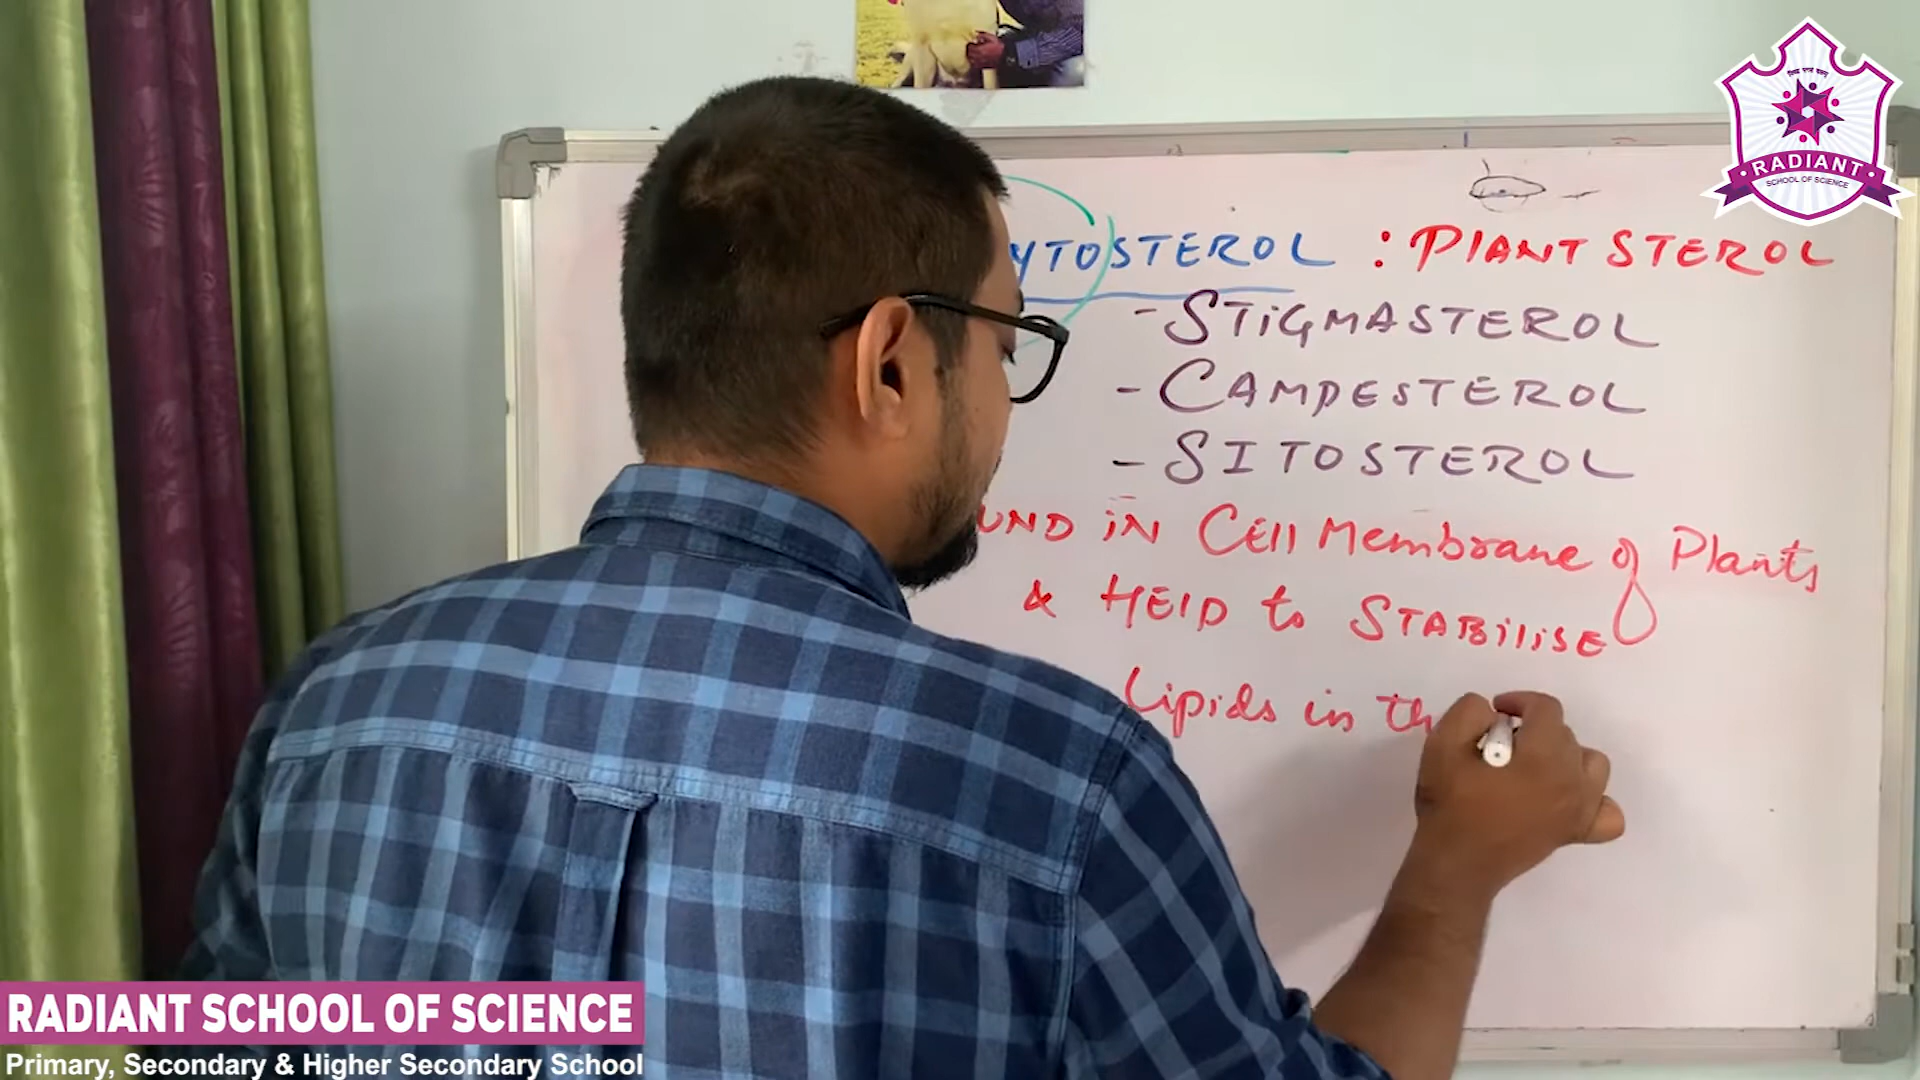 RADIANT
SCHOOL OF SCIENCE
YTOSTEROL : PLANT STEROL
- STIGMASTEROL
- CAMPESTEROL
- SITOSTEROL
UND IN CEll Membrane of Plants
& HElD to STABiliSE
Lipids in th
RADIANT SCHOOL OF SCIENCE
Primary, Secondary & Higher Secondary School